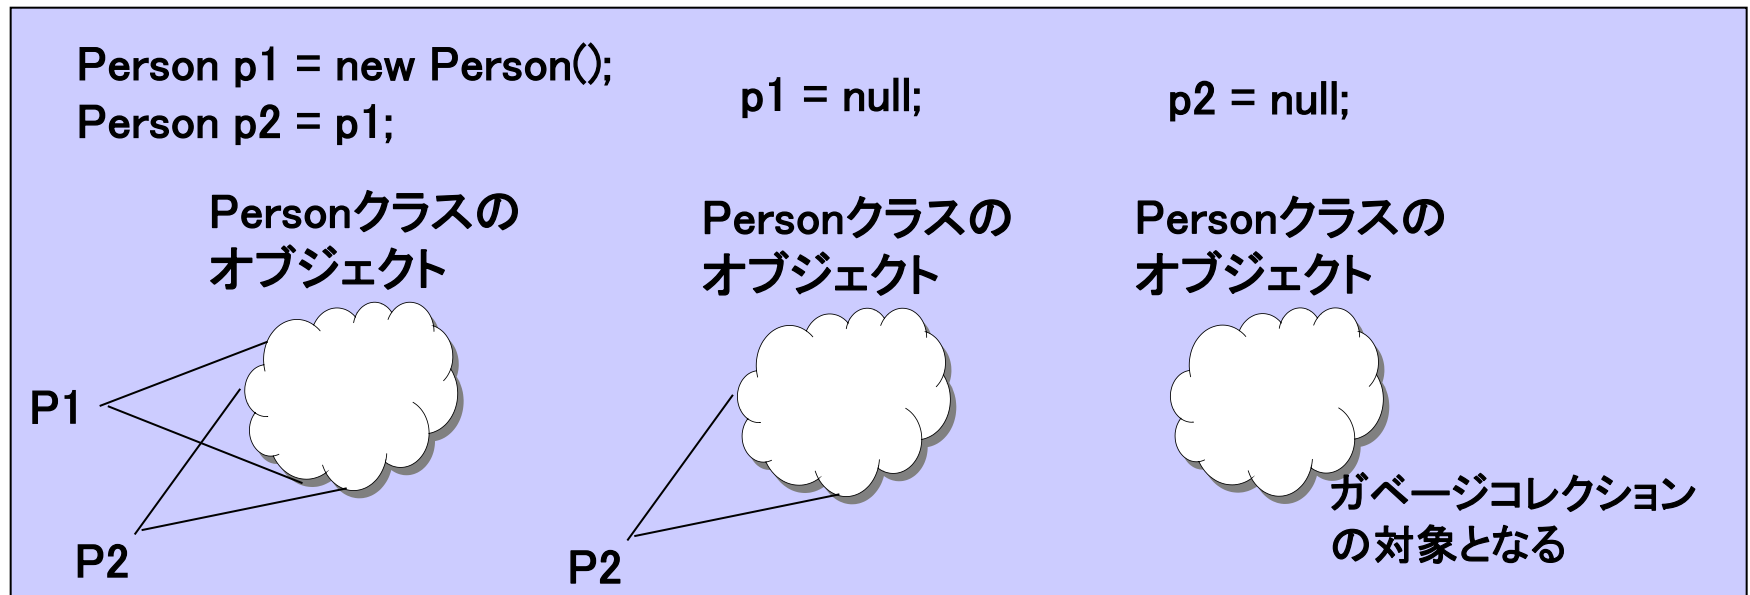 Person p1 = new Person();
Person p2 = p1;
Personクラスの
オブジェクト
P1
P2
p1 = null;
Personクラスの
オブジェクト
P2
p2 = null;
Personクラスの
オブジェクト
ガベージコレクション
の対象となる